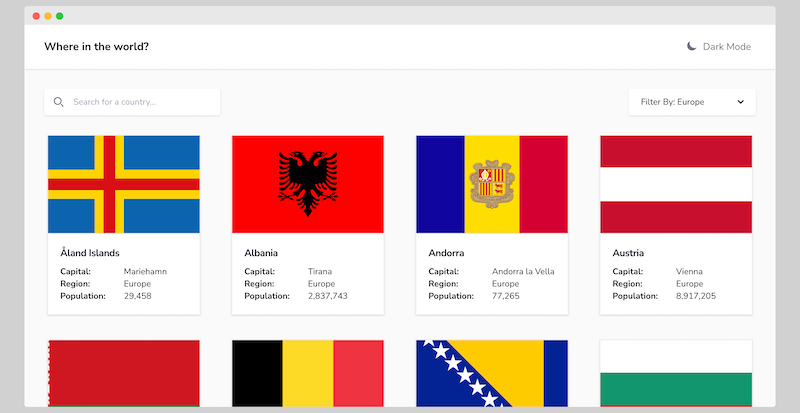 Where in the world?
Dark Mode
Search for a country...
Filter By: Europe
Åland Islands
Capital: Mariehamn
Region: Europe
Population: 29,458
Albania
Capital: Tirana
Region: Europe
Population: 2,837,743
Andorra
Capital: Andorra la Vella
Region: Europe
Population: 77,265
Austria
Capital: Vienna
Region: Europe
Population: 8,917,205